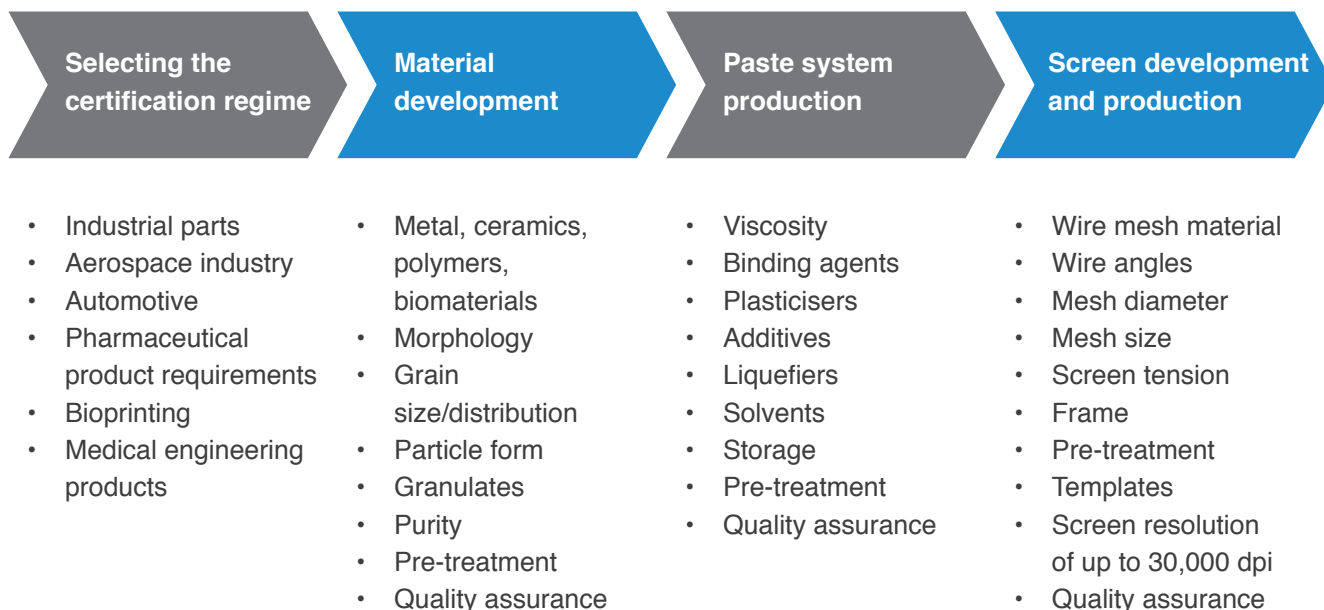 Selecting the
certification regime
Material
development
Paste system
production
Screen development
and production
• Industrial parts
• Aerospace industry
• Automotive
• Pharmaceutical
product requirements
• Bioprinting
• Medical engineering
products
• Metal, ceramics,
polymers,
biomaterials
• Morphology
• Grain
size/distribution
• Particle form
• Granulates
• Purity
• Pre-treatment
• Quality assurance
• Viscosity
• Binding agents
• Plasticisers
• Additives
• Liquefiers
• Solvents
• Storage
• Pre-treatment
• Quality assurance
• Wire mesh material
• Wire angles
• Mesh diameter
• Mesh size
• Screen tension
• Frame
• Pre-treatment
• Templates
• Screen resolution
of up to 30,000 dpi
• Quality assurance